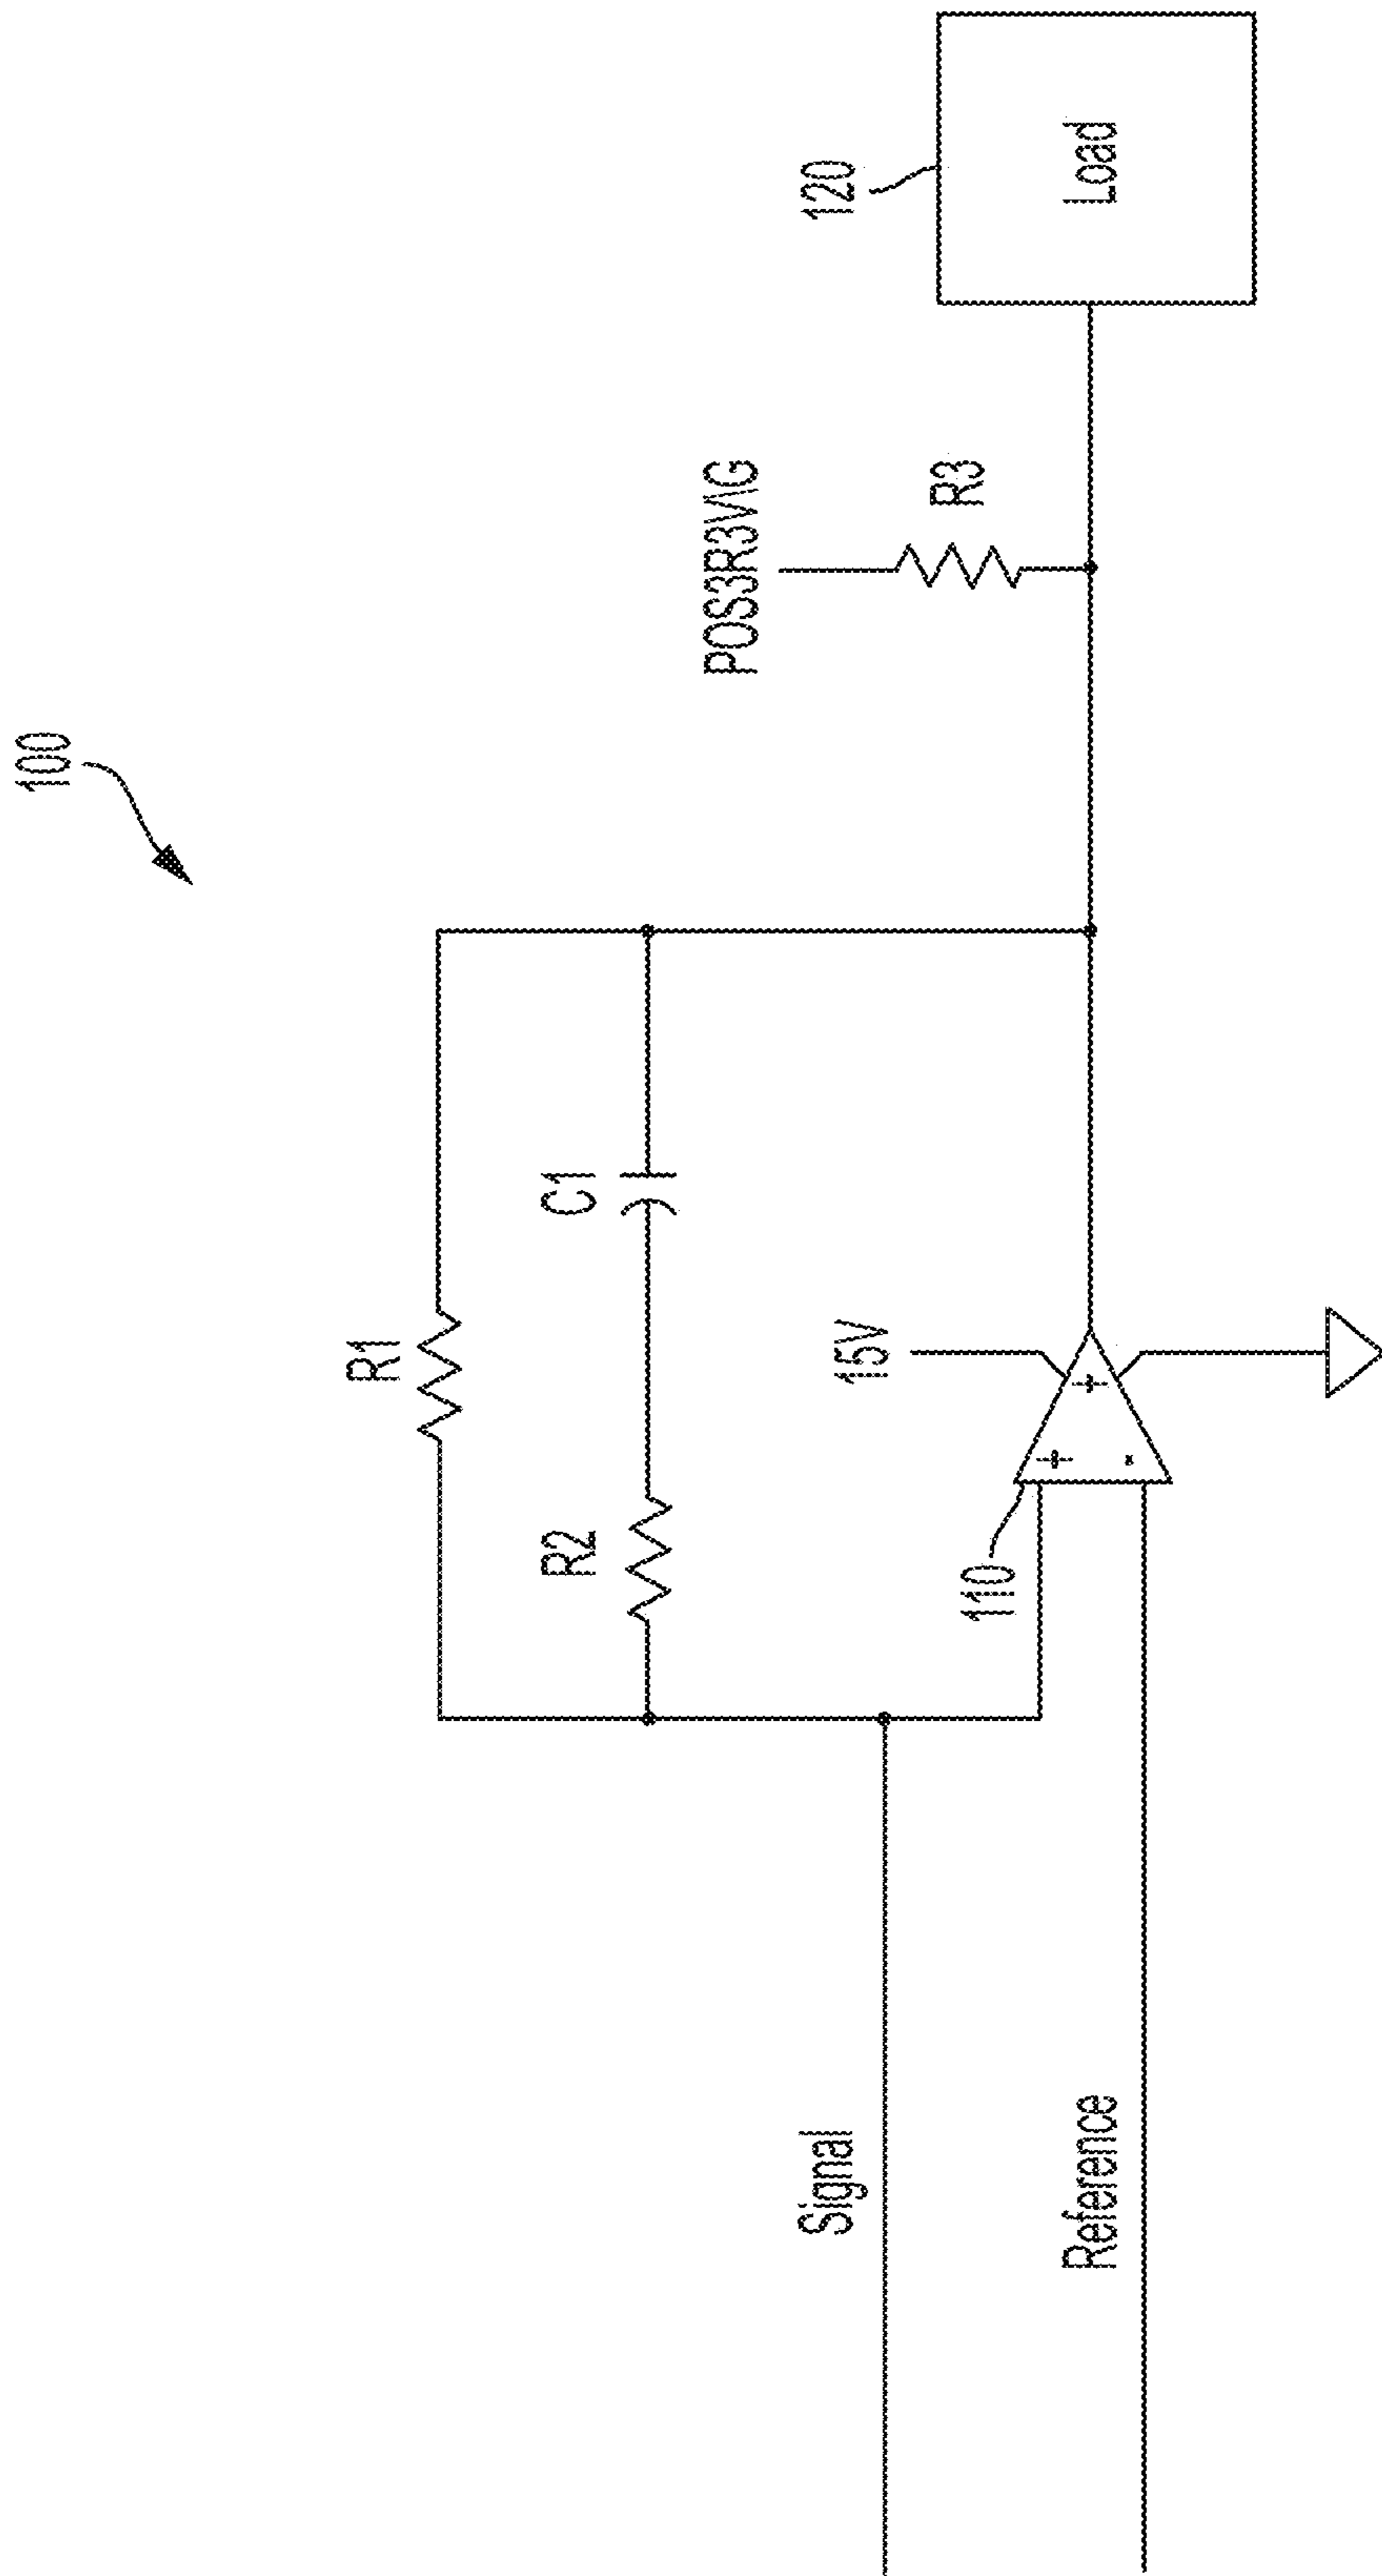 100
R1
R2
C1
15V
110
Signal
Reference
POS3R3VIG
R3
120
Load